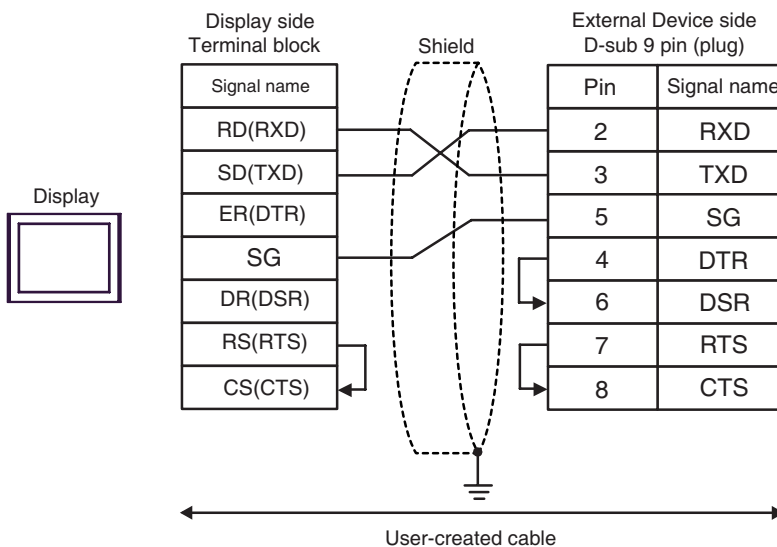 Display side
Terminal block
Shield
External Device side
D-sub 9 pin (plug)
Signal name
Pin
Signal name
RD(RXD)
2
RXD
SD(TXD)
3
TXD
Display
ER(DTR)
5
SG
SG
4
DTR
DR(DSR)
6
DSR
RS(RTS)
7
RTS
CS(CTS)
8
CTS
User-created cable